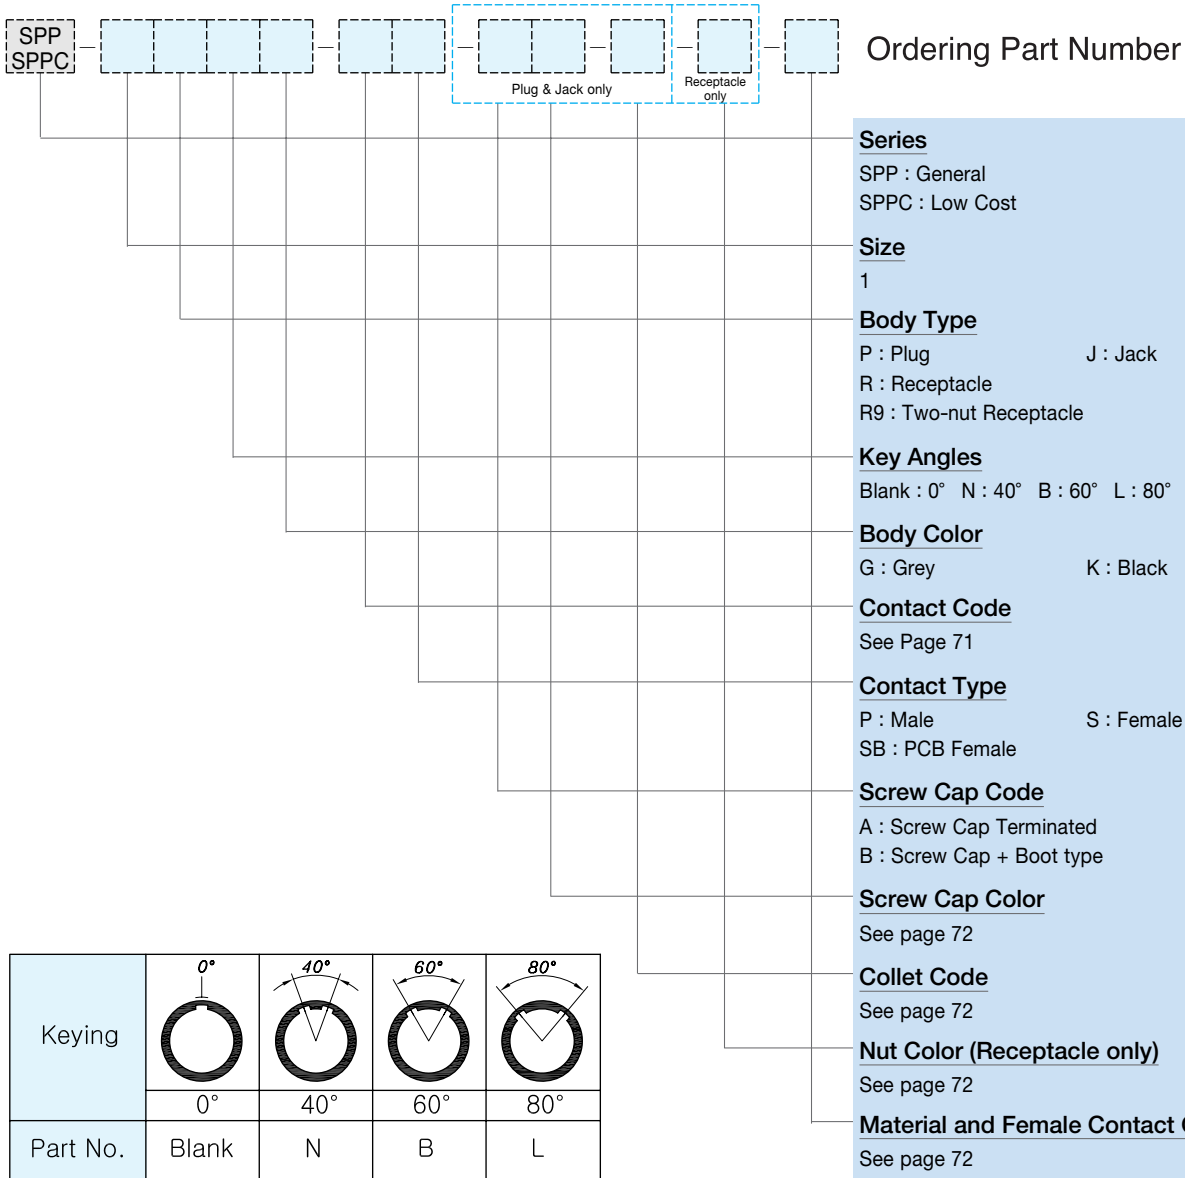 SPP
SPPC
Plug & Jack only
Receptacle
only
Ordering Part Number
Series
SPP : General
SPPC : Low Cost
Size
1
Body Type
P : Plug J : Jack
R : Receptacle
R9 : Two-nut Receptacle
Key Angles
Blank : 0° N : 40° B : 60° L : 80°
Body Color
G : Grey K : Black
Contact Code
See Page 71
Contact Type
P : Male S : Female
SB : PCB Female
Screw Cap Code
A : Screw Cap Terminated
B : Screw Cap + Boot type
Screw Cap Color
See page 72
Collet Code
See page 72
Nut Color (Receptacle only)
See page 72
Material and Female Contact
See page 72
0° 40° 60° 80°
Keying
0° 40° 60° 80°
Part No. Blank N B L